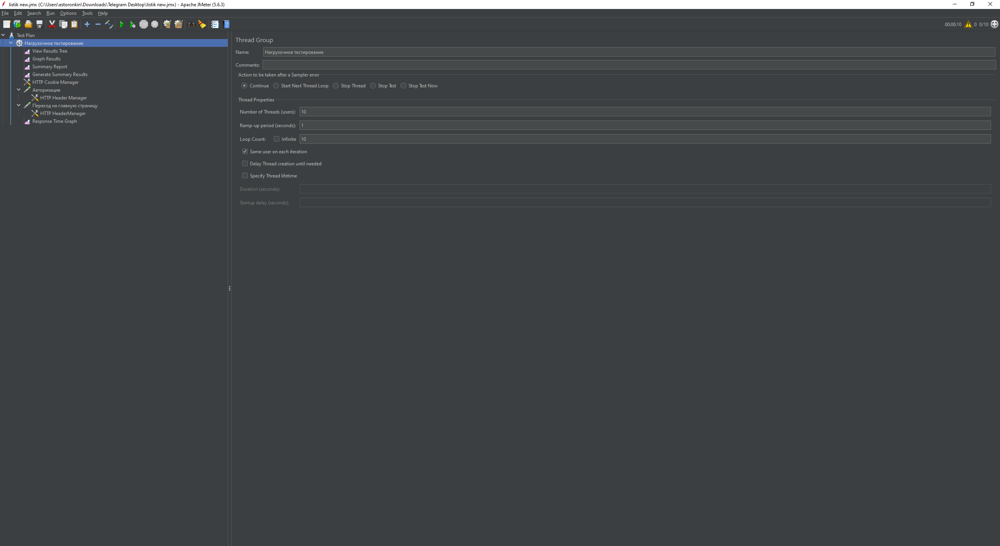 listik new.jmx (C:\Users\estoronkin\Downloads\Telegram Desktop\listik new.jmx) - Apache JMeter (5.6.3)
File Edit Search Run Options Tools Help
00:00:10 0 0/10
Test Plan
Нагрузочное тестирование
View Results Tree
Graph Results
Summary Report
Generate Summary Results
HTTP Cookie Manager
Авторизация
HTTP Header Manager
Переход на главную страницу
HTTP HeaderManager
Response Time Graph
Thread Group
Name: Нагрузочное тестирование
Comments:
Action to be taken after a Sampler error
Continue Start Next Thread Loop Stop Thread Stop Test Stop Test Now
Thread Properties
Number of Threads (users): 10
Ramp-up period (seconds): 1
Loop Count: Infinite 10
Same user on each iteration
Delay Thread creation until needed
Specify Thread lifetime
Duration (seconds):
Startup delay (seconds):